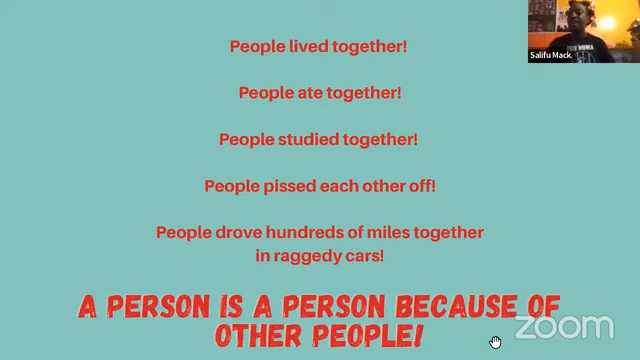 People lived together!
People ate together!
People studied together!
People pissed each other off!
People drove hundreds of miles together
in raggedy cars!
A PERSON IS A PERSON BECAUSE OF
OTHER PEOPLE!
Salifu Mack
zoom